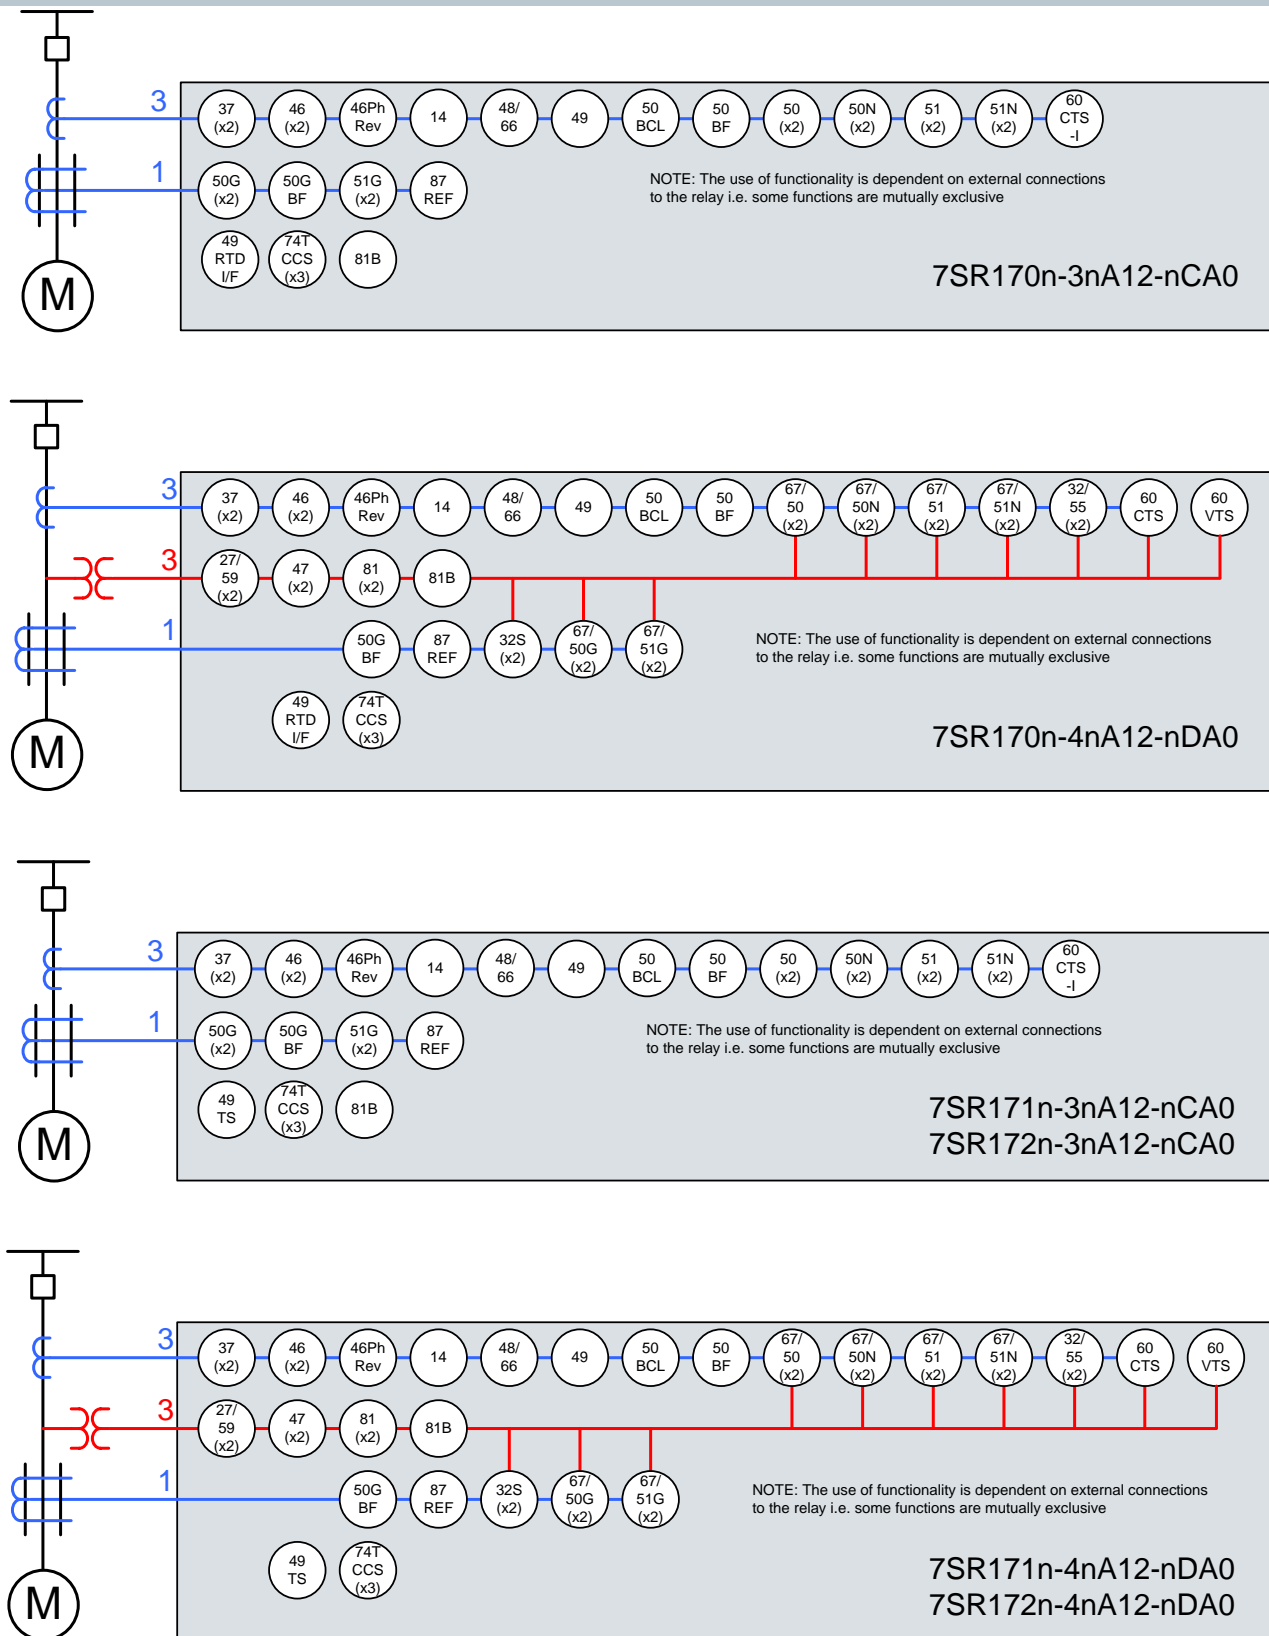 3
37
(x2)
46
(x2)
46Ph
Rev
14
48/
66
49
50
BCL
50
BF
50
(x2)
50N
(x2)
51
(x2)
51N
(x2)
60
CTS
-I
1
50G
(x2)
50G
BF
51G
(x2)
87
REF
NOTE: The use of functionality is dependent on external connections
to the relay i.e. some functions are mutually exclusive
49
RTD
I/F
74T
CCS
(x3)
81B
M
7SR170n-3nA12-nCA0
3
37
(x2)
46
(x2)
46Ph
Rev
14
48/
66
49
50
BCL
50
BF
67/
50
(x2)
67/
50N
(x2)
67/
51
(x2)
67/
51N
(x2)
32/
55
(x2)
60
CTS
60
VTS
3
27/
59
(x2)
47
(x2)
81
(x2)
81B
1
50G
BF
87
REF
32S
(x2)
67/
50G
(x2)
67/
51G
(x2)
NOTE: The use of functionality is dependent on external connections
to the relay i.e. some functions are mutually exclusive
49
RTD
I/F
74T
CCS
(x3)
M
7SR170n-4nA12-nDA0
3
37
(x2)
46
(x2)
46Ph
Rev
14
48/
66
49
50
BCL
50
BF
50
(x2)
50N
(x2)
51
(x2)
51N
(x2)
60
CTS
-I
1
50G
(x2)
50G
BF
51G
(x2)
87
REF
NOTE: The use of functionality is dependent on external connections
to the relay i.e. some functions are mutually exclusive
49
TS
74T
CCS
(x3)
81B
M
7SR171n-3nA12-nCA0
7SR172n-3nA12-nCA0
3
37
(x2)
46
(x2)
46Ph
Rev
14
48/
66
49
50
BCL
50
BF
67/
50
(x2)
67/
50N
(x2)
67/
51
(x2)
67/
51N
(x2)
32/
55
(x2)
60
CTS
60
VTS
3
27/
59
(x2)
47
(x2)
81
(x2)
81B
1
50G
BF
87
REF
32S
(x2)
67/
50G
(x2)
67/
51G
(x2)
NOTE: The use of functionality is dependent on external connections
to the relay i.e. some functions are mutually exclusive
49
TS
74T
CCS
(x3)
M
7SR171n-4nA12-nDA0
7SR172n-4nA12-nDA0